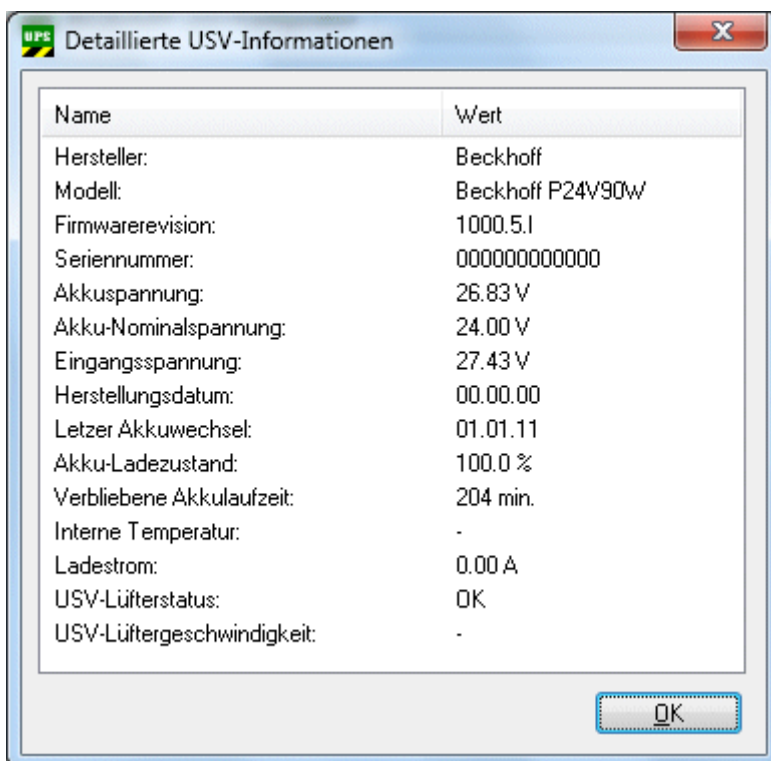 UPS Detaillierte USV-Informationen
Name Wert
Hersteller: Beckhoff
Modell: Beckhoff P24V90W
Firmwarerevision: 1000.5.I
Seriennummer: 000000000000
Akkuspannung: 26.83 V
Akku-Nominalspannung: 24.00 V
Eingangsspannung: 27.43 V
Herstellungsdatum: 00.00.00
Letzer Akkuwechsel: 01.01.11
Akku-Ladezustand: 100.0 %
Verbliebene Akkulaufzeit: 204 min.
Interne Temperatur: -
Ladestrom: 0.00 A
USV-Lüfterstatus: OK
USV-Lüftergeschwindigkeit: -
OK